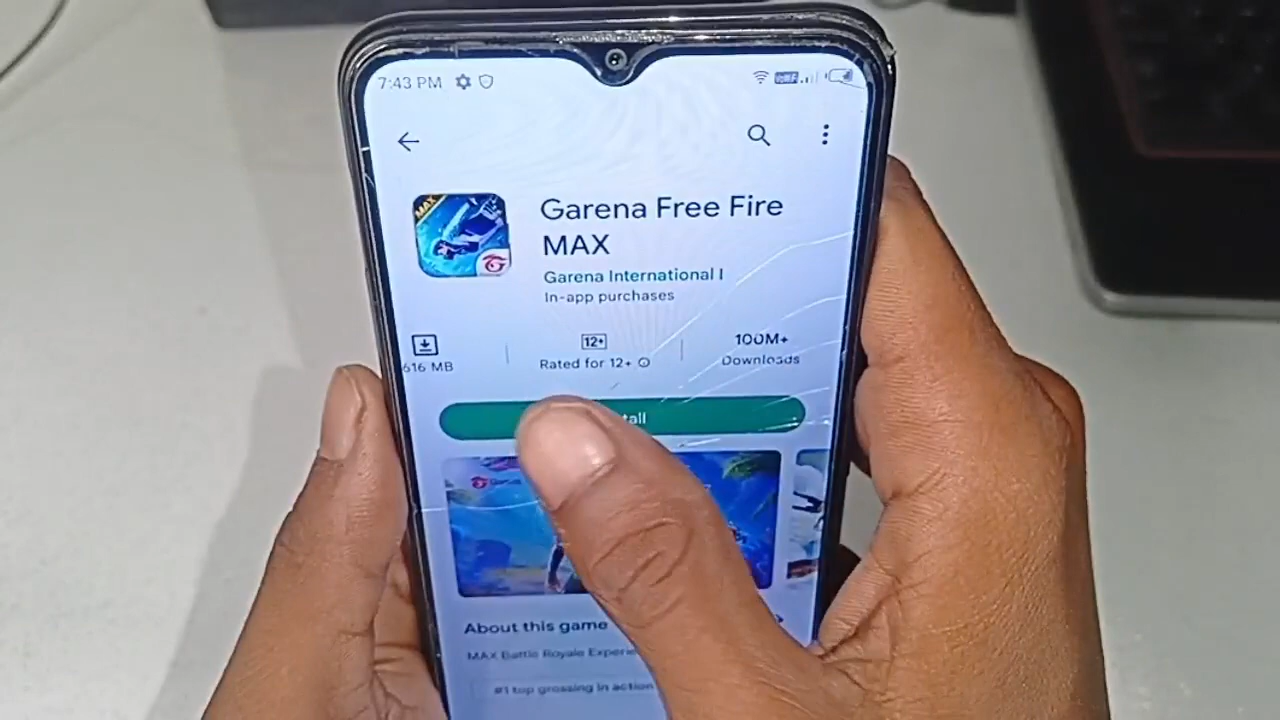 7:43 PM
MAX
Garena Free Fire
MAX
Garena International I
In-app purchases
12+
100M+
616 MB
Rated for 12+
Downloads
tall
About this game
MAX Battle Royale Experie
#1 top grossing in action